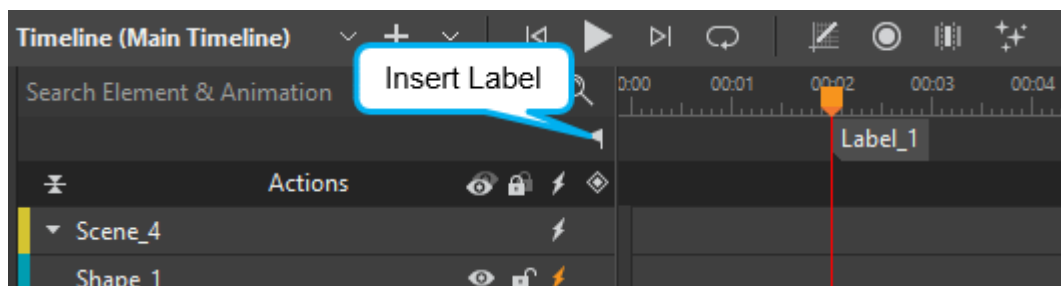 Timeline (Main Timeline)
Insert Label
Search Element & Animation
0:00 00:01 00:02 00:03 00:04
Label_1
Actions
Scene_4
Shape_1